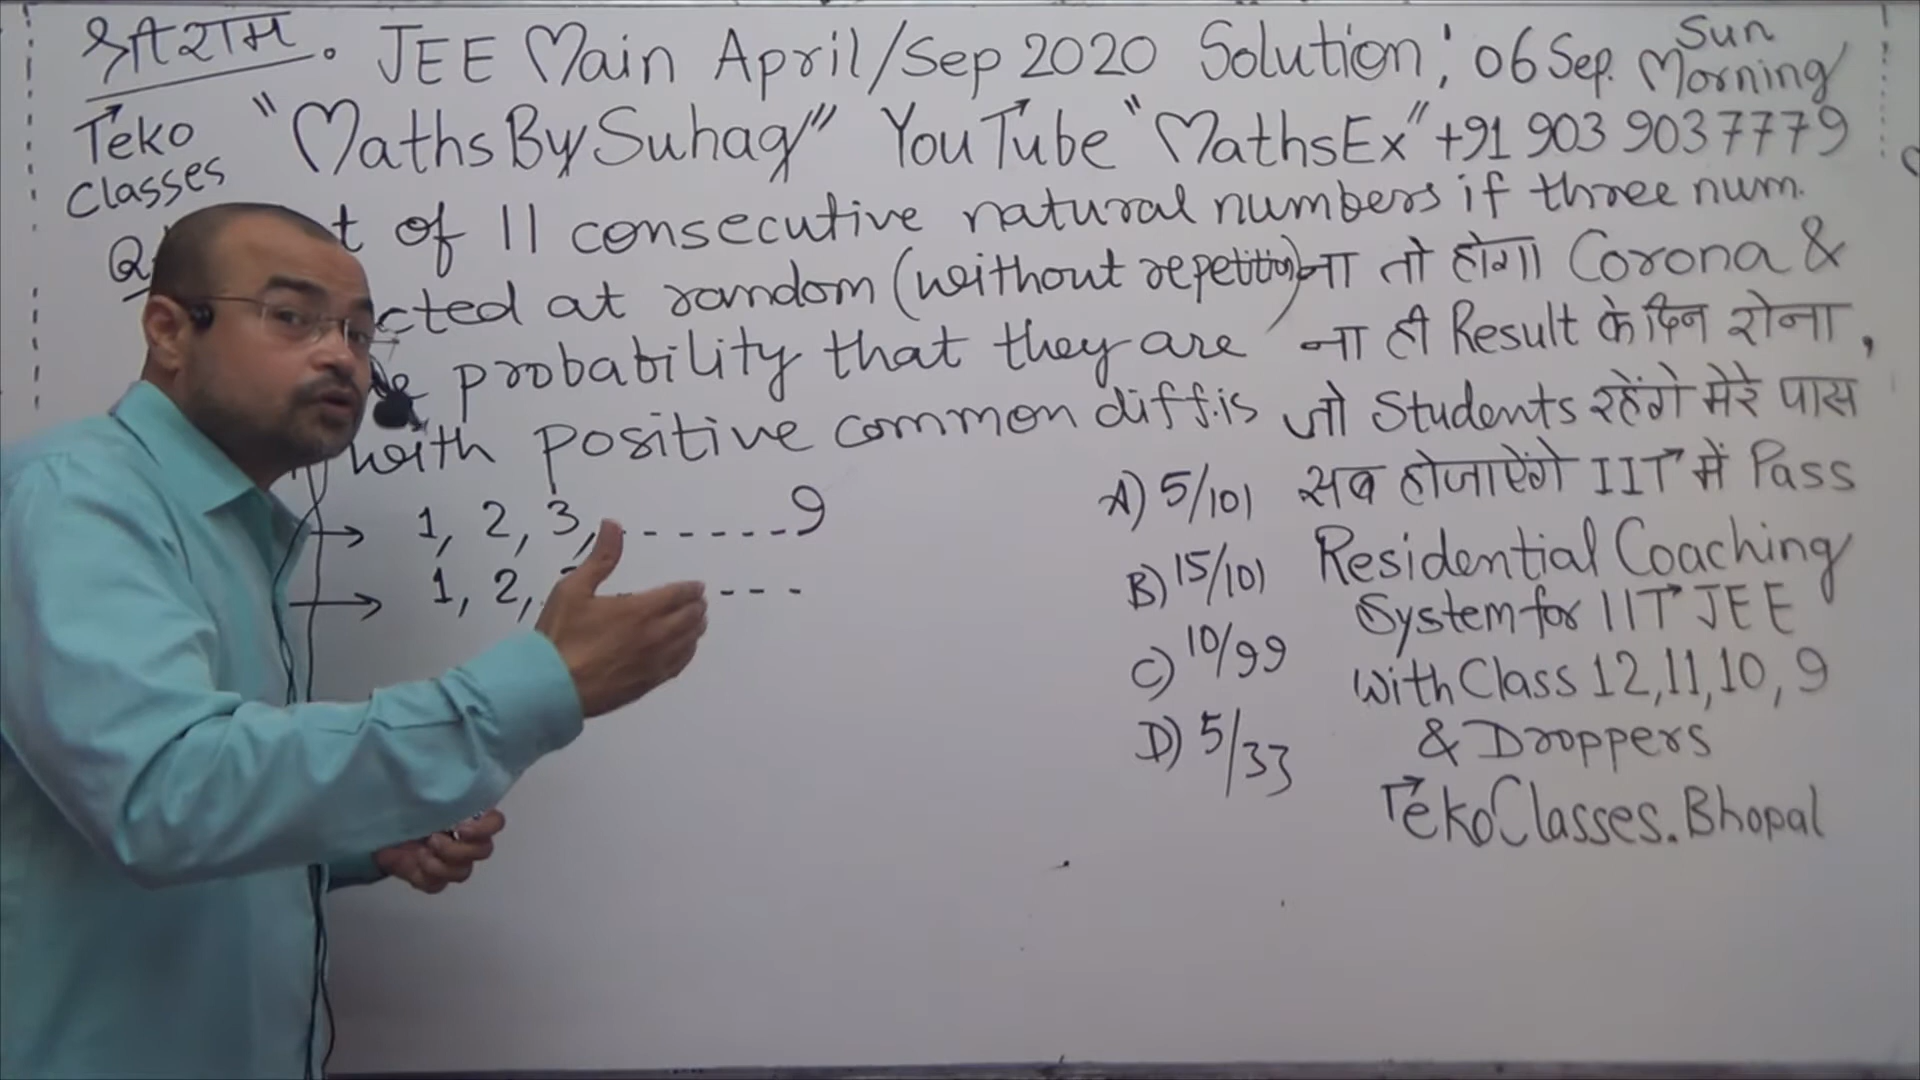 श्री राम. JEE Main April/Sep 2020 Solution; 06 Sep. Sun Morning
Teko Classes "MathsBySuhag" YouTube "MathsEx" +91 903 903 7779
Q. t of 11 consecutive natural numbers if three num.
cted at random (without repetition)
probability that they are
with positive common diff. is
→ 1, 2, 3, ------- 9
→ 1, 2, ---
A) 5/101
B) 15/101
C) 10/99
D) 5/33
ना तो होगा Corona &
ना ही Result के दिन रोना,
जो Students रहेंगे मेरे पास
सब होजाऐंगे IIT में Pass
Residential Coaching
System for IIT JEE
With Class 12, 11, 10, 9
& Droppers
TekoClasses. Bhopal